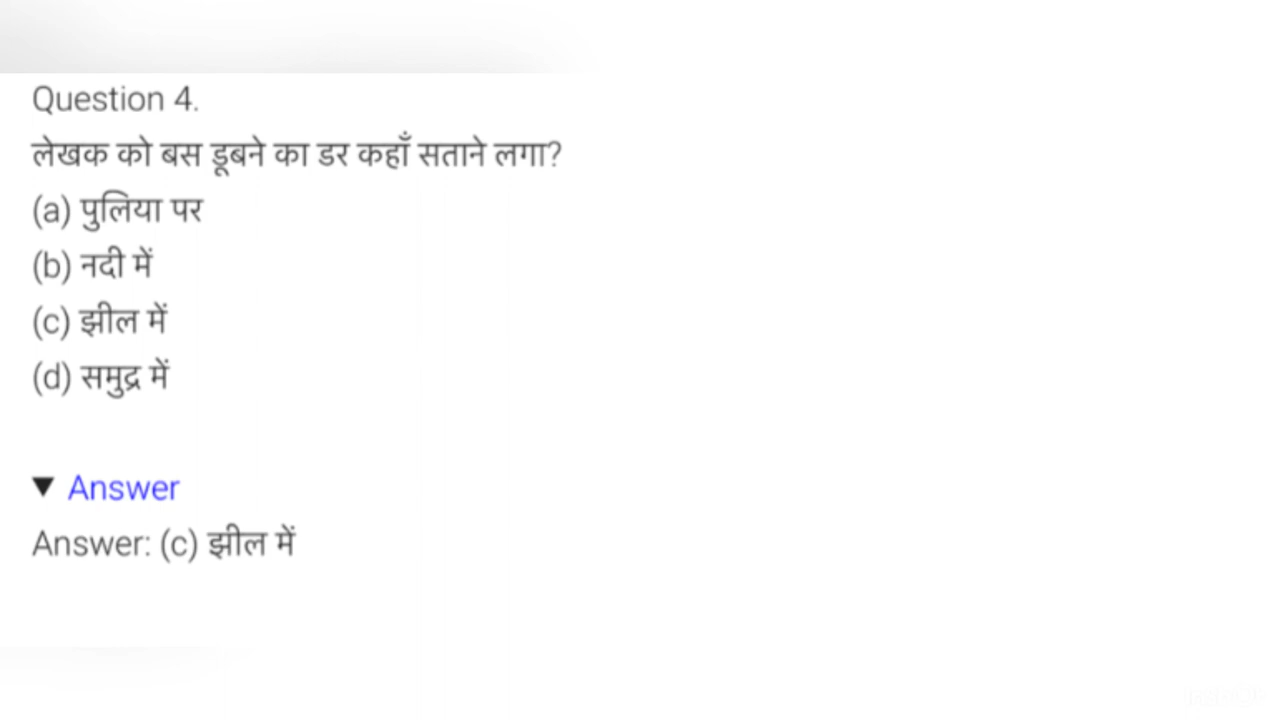 Question 4.
लेखक को बस डूबने का डर कहाँ सताने लगा?
(a) पुलिया पर
(b) नदी में
(c) झील में
(d) समुद्र में
▼ Answer
Answer: (c) झील में